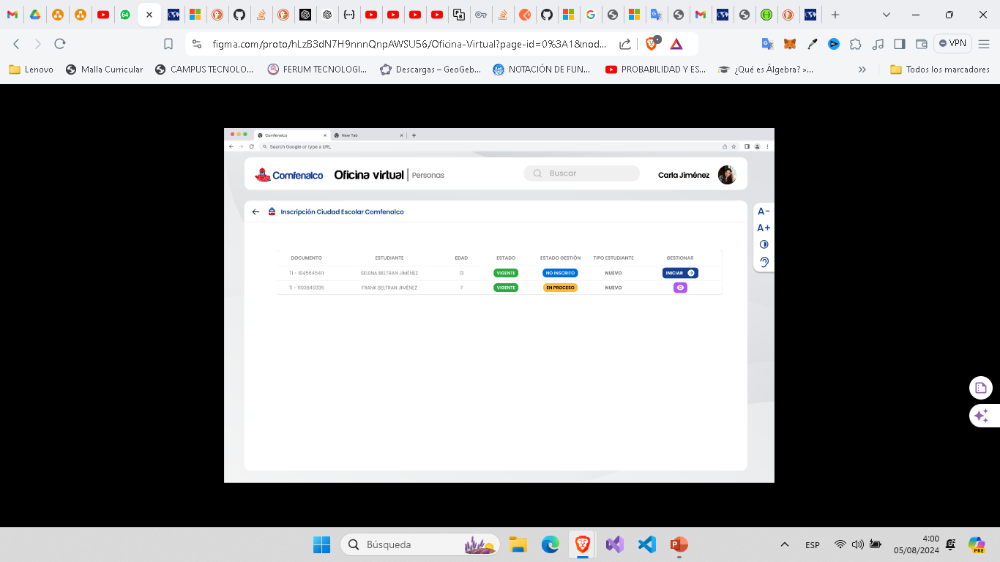 64
figma.com/proto/hLzB3dN7H9nnnQnpAWSU56/Oficina-Virtual?page-id=0%3A1&nod...
VPN
Lenovo
Malla Curricular
CAMPUS TECNOLO...
FERUM TECNOLOGI...
Descargas – GeoGeb...
NOTACIÓN DE FUN...
PROBABILIDAD Y ES...
¿Qué es Álgebra? »...
Todos los marcadores
Comfenalco
New Tab
Search Google or type a URL
Comfenalco
Oficina virtual | Personas
Buscar
Carla Jiménez
Inscripción Ciudad Escolar Comfenalco
A-
A+
DOCUMENTO ESTUDIANTE EDAD ESTADO ESTADO GESTIÓN TIPO ESTUDIANTE GESTIONAR
TI - 1045645411 SELENA BELTRAN JIMÉNEZ 13 VIGENTE NO INSCRITO NUEVO INICIAR
TI - 1102849335 FRANK BELTRAN JIMÉNEZ 7 VIGENTE EN PROCESO NUEVO
Búsqueda
ESP
4:00
05/08/2024
PRE